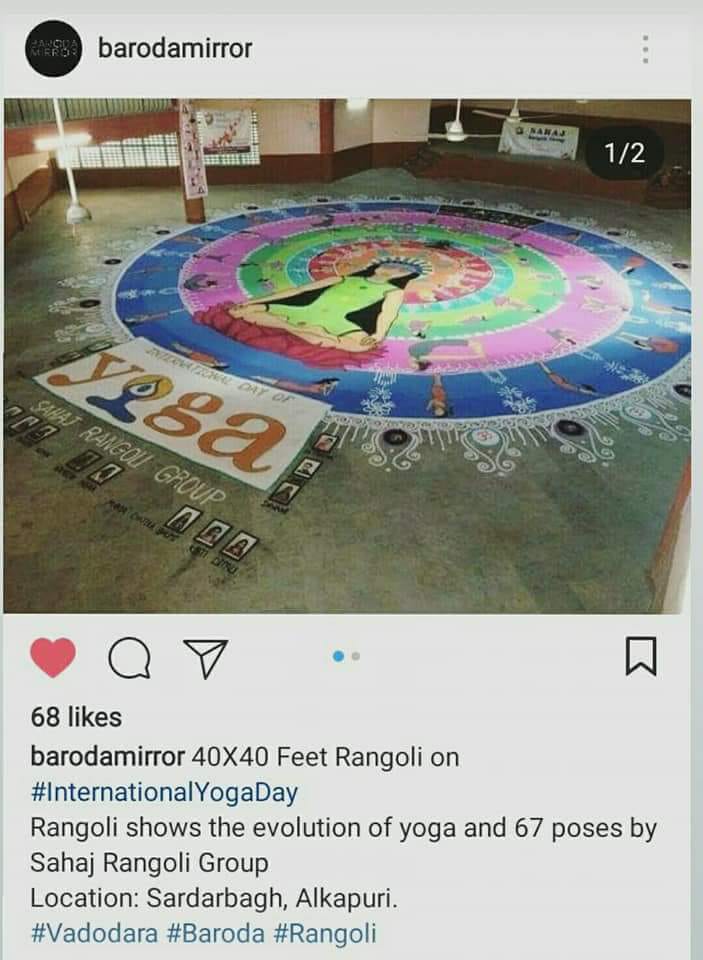 BARODA
MIRROR
barodamirror
1/2
SAHAJ
Rangoli Group
INTERNATIONAL DAY OF
yoga
SAHAJ RANGOLI GROUP
68 likes
barodamirror 40X40 Feet Rangoli on
#InternationalYogaDay
Rangoli shows the evolution of yoga and 67 poses by
Sahaj Rangoli Group
Location: Sardarbagh, Alkapuri.
#Vadodara #Baroda #Rangoli